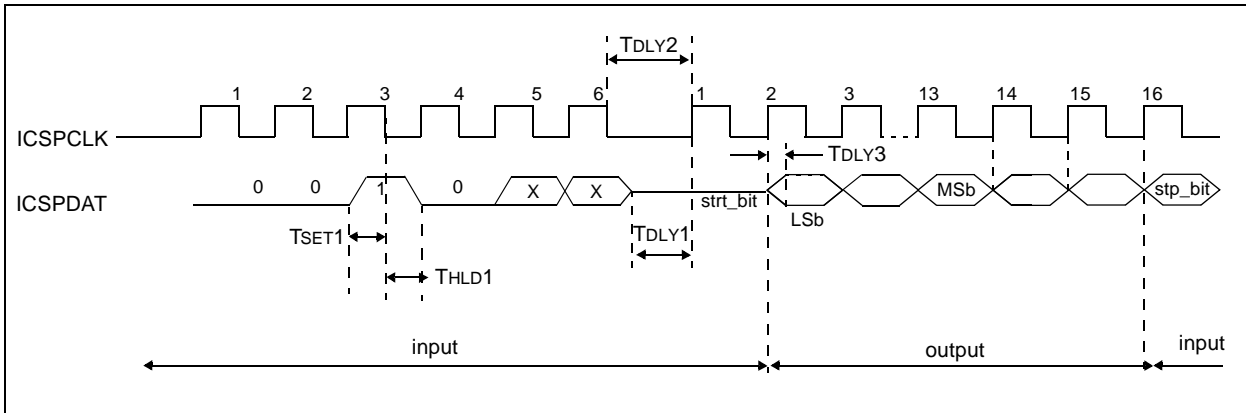 TDLY2
1 2 3 4 5 6 1 2 3 13 14 15 16
ICSPCLK
TDLY3
0 0 1 0 X X MSb stp_bit
ICSPDAT
strt_bit LSb
TSET1 TDLY1
THLD1
input output input